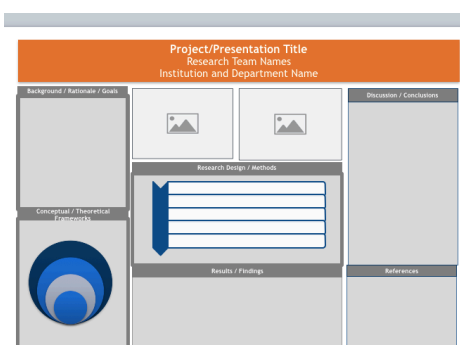 Project/Presentation Title
Research Team Names
Institution and Department Name
Background / Rationale / Goals
Conceptual / Theoretical
Frameworks
Research Design / Methods
Results / Findings
Discussion / Conclusions
References